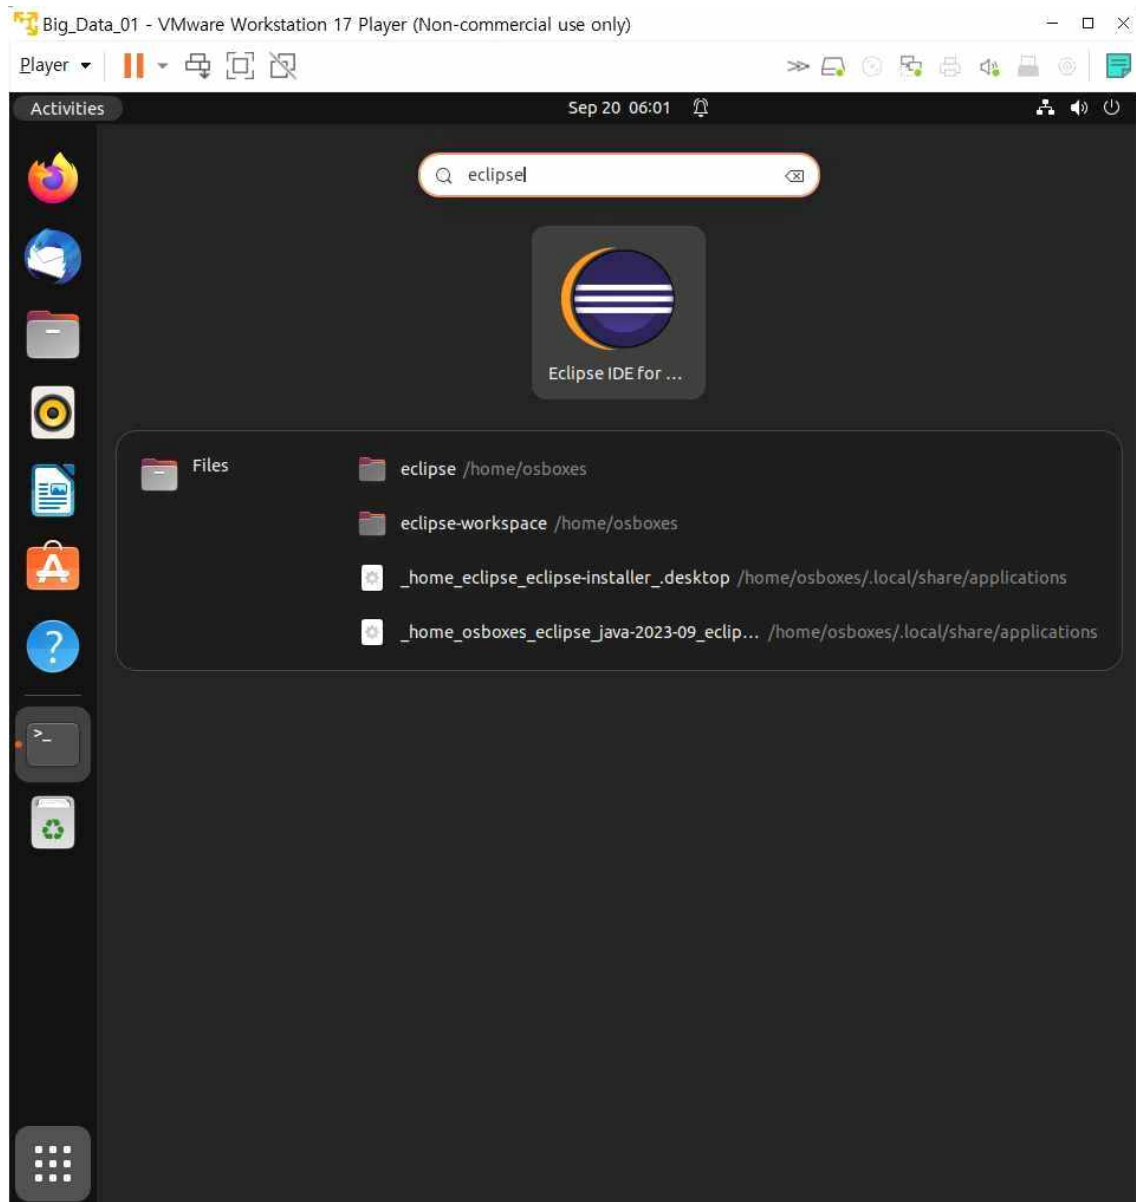 Big_Data_01 - VMware Workstation 17 Player (Non-commercial use only)
Player
Activities
Sep 20 06:01
eclipse
Eclipse IDE for ...
Files
eclipse /home/osboxes
eclipse-workspace /home/osboxes
_home_eclipse_eclipse-installer_.desktop /home/osboxes/.local/share/applications
_home_osboxes_eclipse_java-2023-09_eclip... /home/osboxes/.local/share/applications